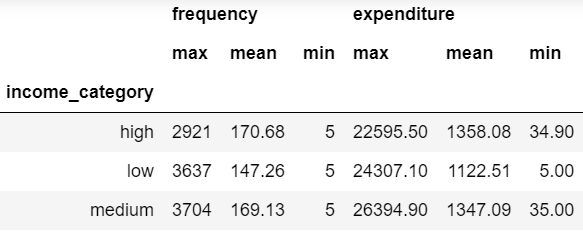 frequency expenditure
max mean min max mean min
income_category
high 2921 170.68 5 22595.50 1358.08 34.90
low 3637 147.26 5 24307.10 1122.51 5.00
medium 3704 169.13 5 26394.90 1347.09 35.00